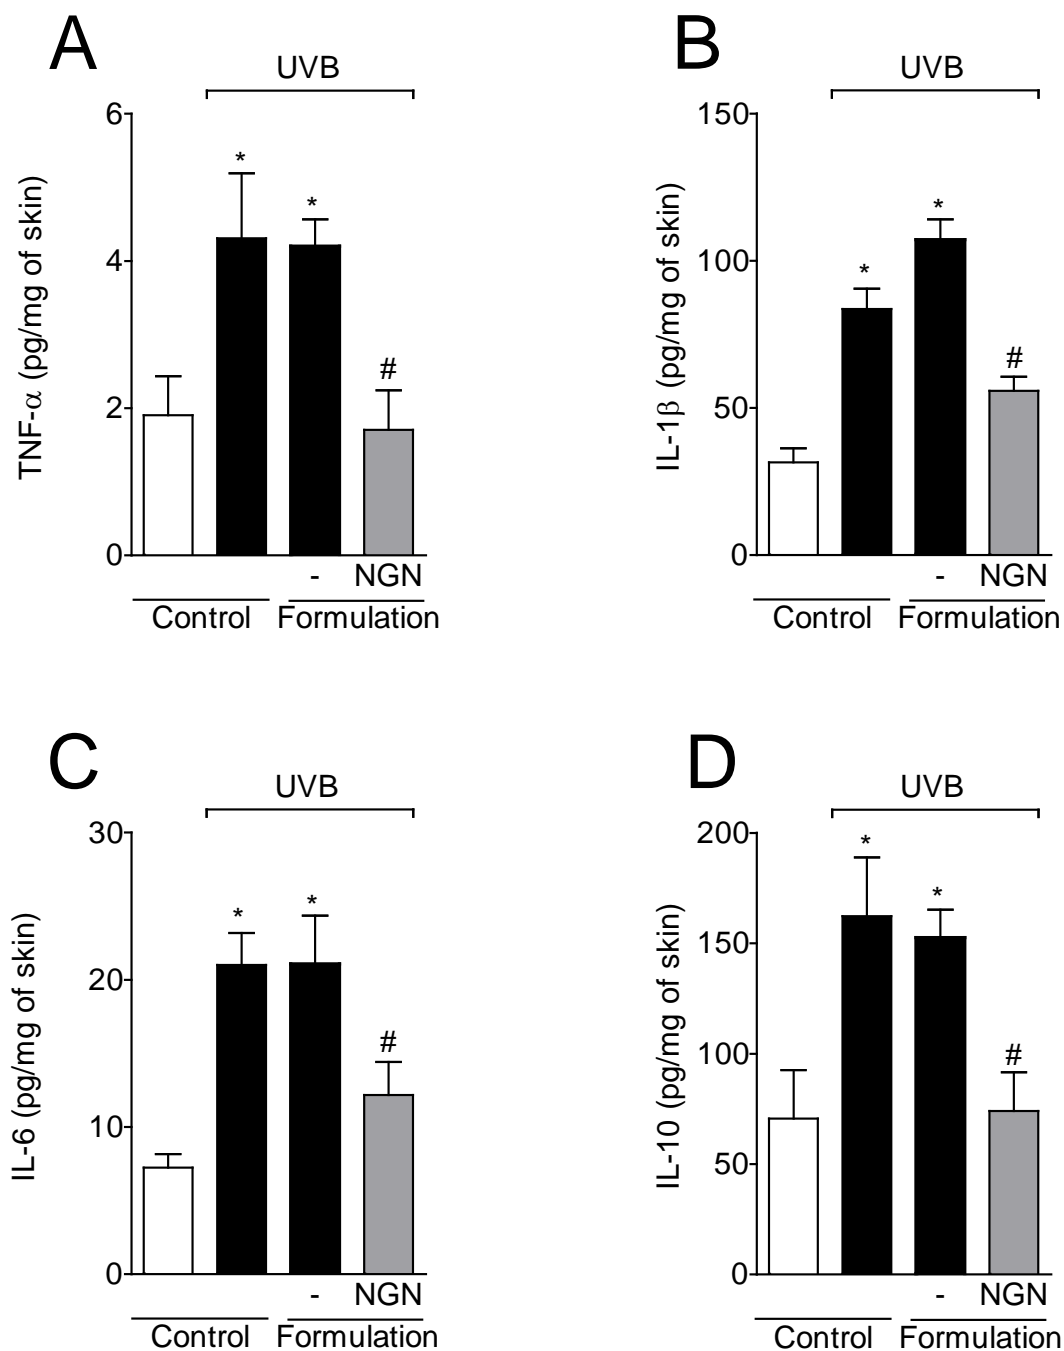 A
UVB
TNF-α (pg/mg of skin)
6
4
2
0
*
*
#
- NGN
Control Formulation
B
UVB
IL-1β (pg/mg of skin)
150
100
50
0
*
*
#
- NGN
Control Formulation
C
UVB
IL-6 (pg/mg of skin)
30
20
10
0
*
*
#
- NGN
Control Formulation
D
UVB
IL-10 (pg/mg of skin)
200
150
100
50
0
*
*
#
- NGN
Control Formulation